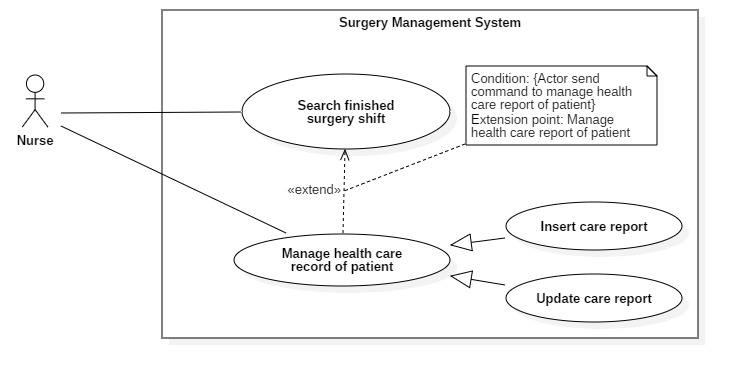 Surgery Management System
Condition: {Actor send
command to manage health
care report of patient}
Extension point: Manage
health care report of patient
Search finished
surgery shift
Nurse
«extend»
Insert care report
Manage health care
record of patient
Update care report